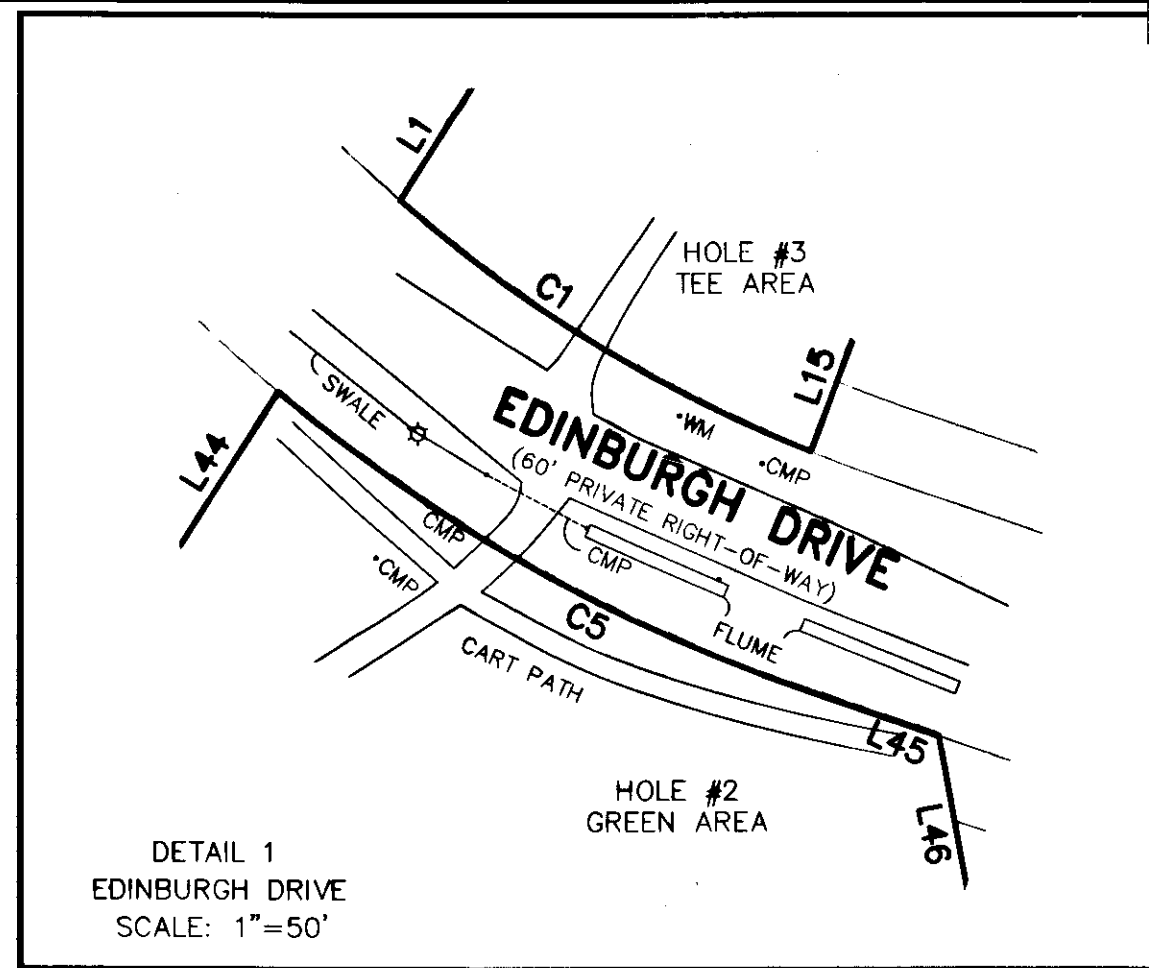 L1
HOLE #3
TEE AREA
C1
L15
SWALE
WM
CMP
EDINBURGH DRIVE
(60' PRIVATE RIGHT-OF-WAY)
L44
CMP
CMP
CMP
C5
FLUME
CART PATH
L45
HOLE #2
GREEN AREA
L46
DETAIL 1
EDINBURGH DRIVE
SCALE: 1"=50'